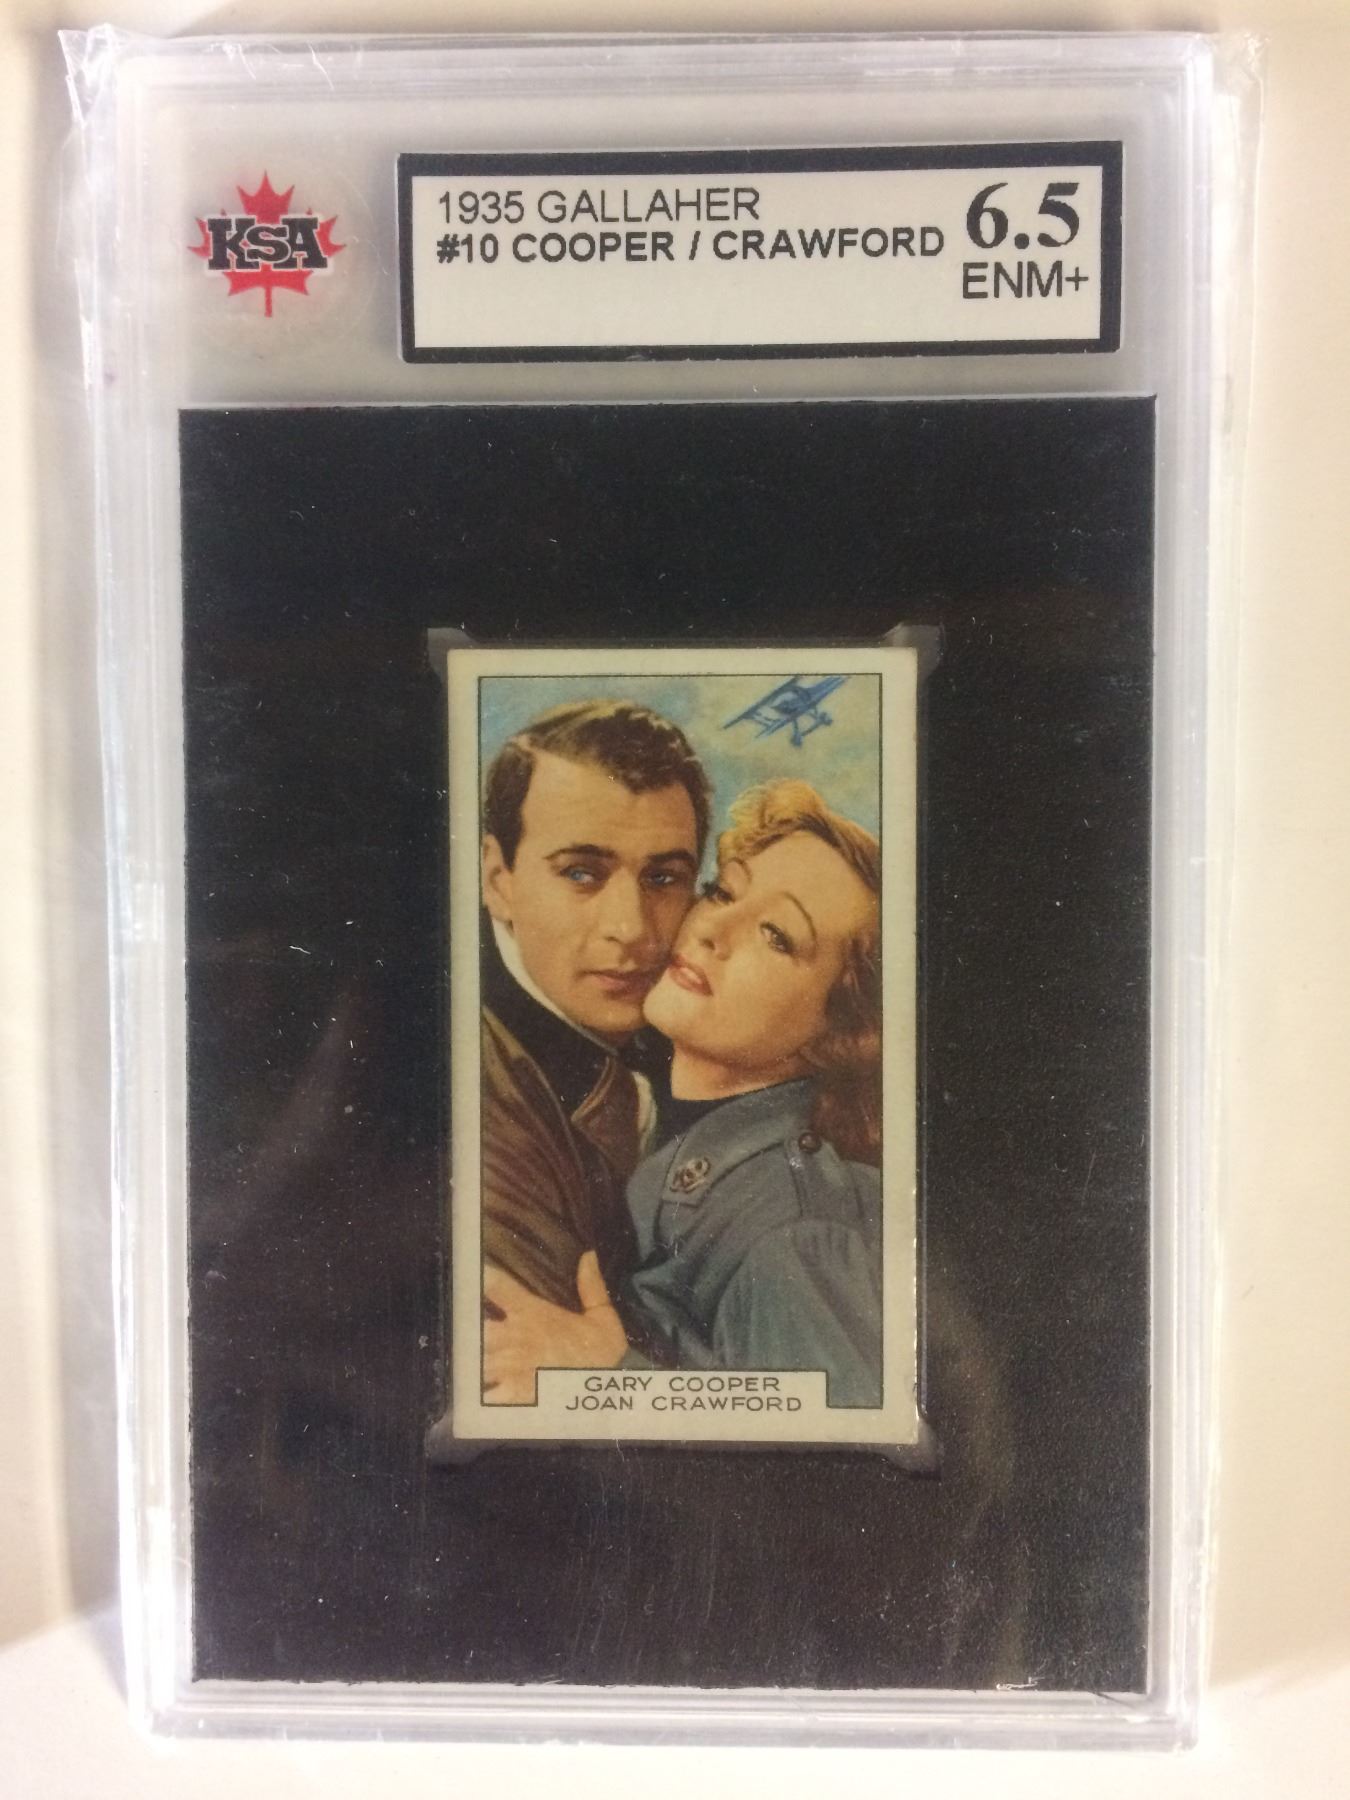 KSA
1935 GALLAHER
#10 COOPER / CRAWFORD
6.5
ENM+
GARY COOPER
JOAN CRAWFORD